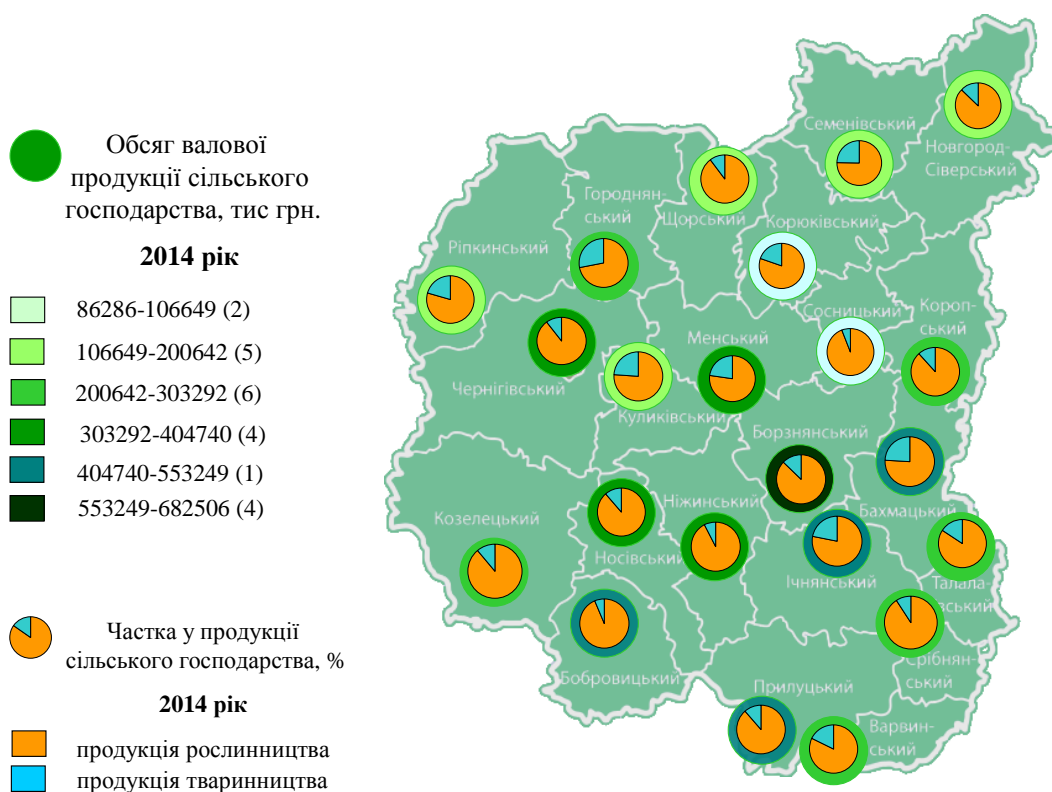 Обсяг валової
продукції сільського
господарства, тис грн.
2014 рік
86286-106649 (2)
106649-200642 (5)
200642-303292 (6)
303292-404740 (4)
404740-553249 (1)
553249-682506 (4)
Частка у продукції
сільського господарства, %
2014 рік
продукція рослинництва
продукція тваринництва
Семенівський
Новгород-
Сіверський
Городнян-
ський
Щорський
Корюківський
Ріпкинський
Сосницький
Короп-
ський
Менський
Чернігівський
Куликівський
Борзнянський
Козелецький
Ніжинський
Бахмацький
Носівський
Ічнянський
Талала-
ївський
Бобровицький
Прилуцький
Срібнян-
ський
Варвин-
ський